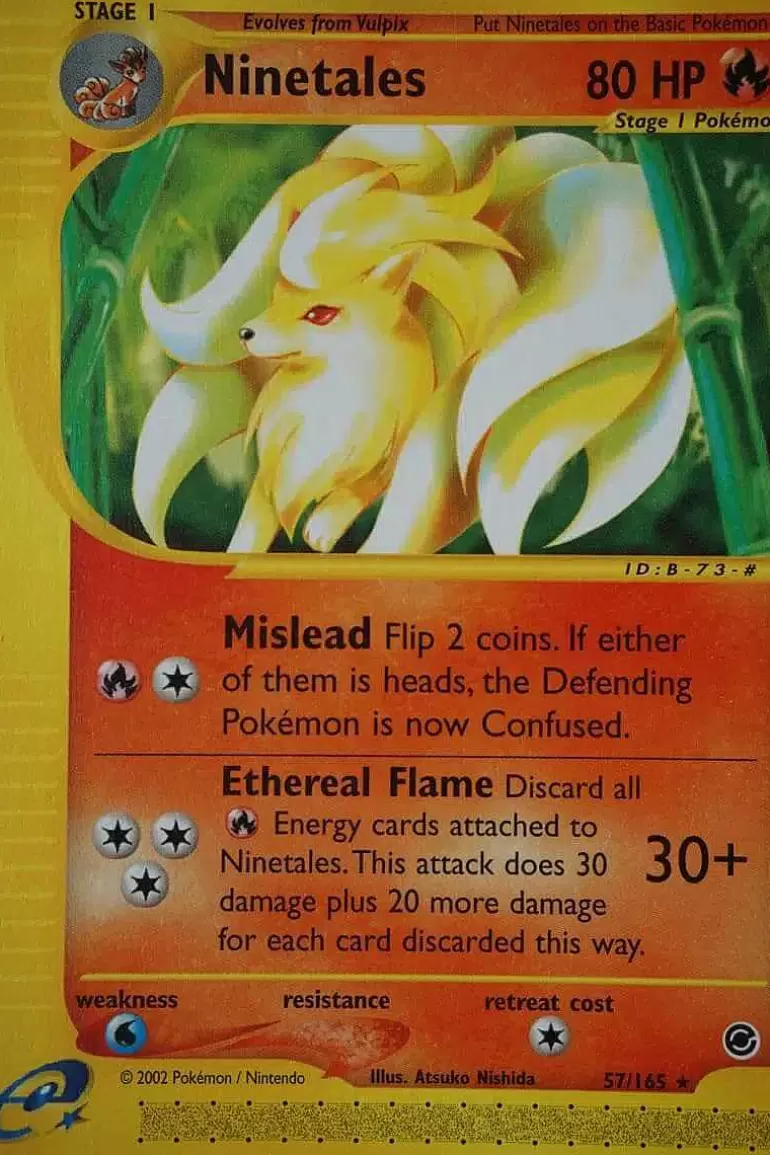 STAGE 1
Evolves from Vulpix
Put Ninetales on the Basic Pokémon
Ninetales 80 HP
Stage 1 Pokémo
ID:B-73-#
Mislead Flip 2 coins. If either
of them is heads, the Defending
Pokémon is now Confused.
Ethereal Flame Discard all
Energy cards attached to
Ninetales. This attack does 30
damage plus 20 more damage
for each card discarded this way.
30+
weakness resistance retreat cost
© 2002 Pokémon / Nintendo
Illus. Atsuko Nishida
57/165 ★